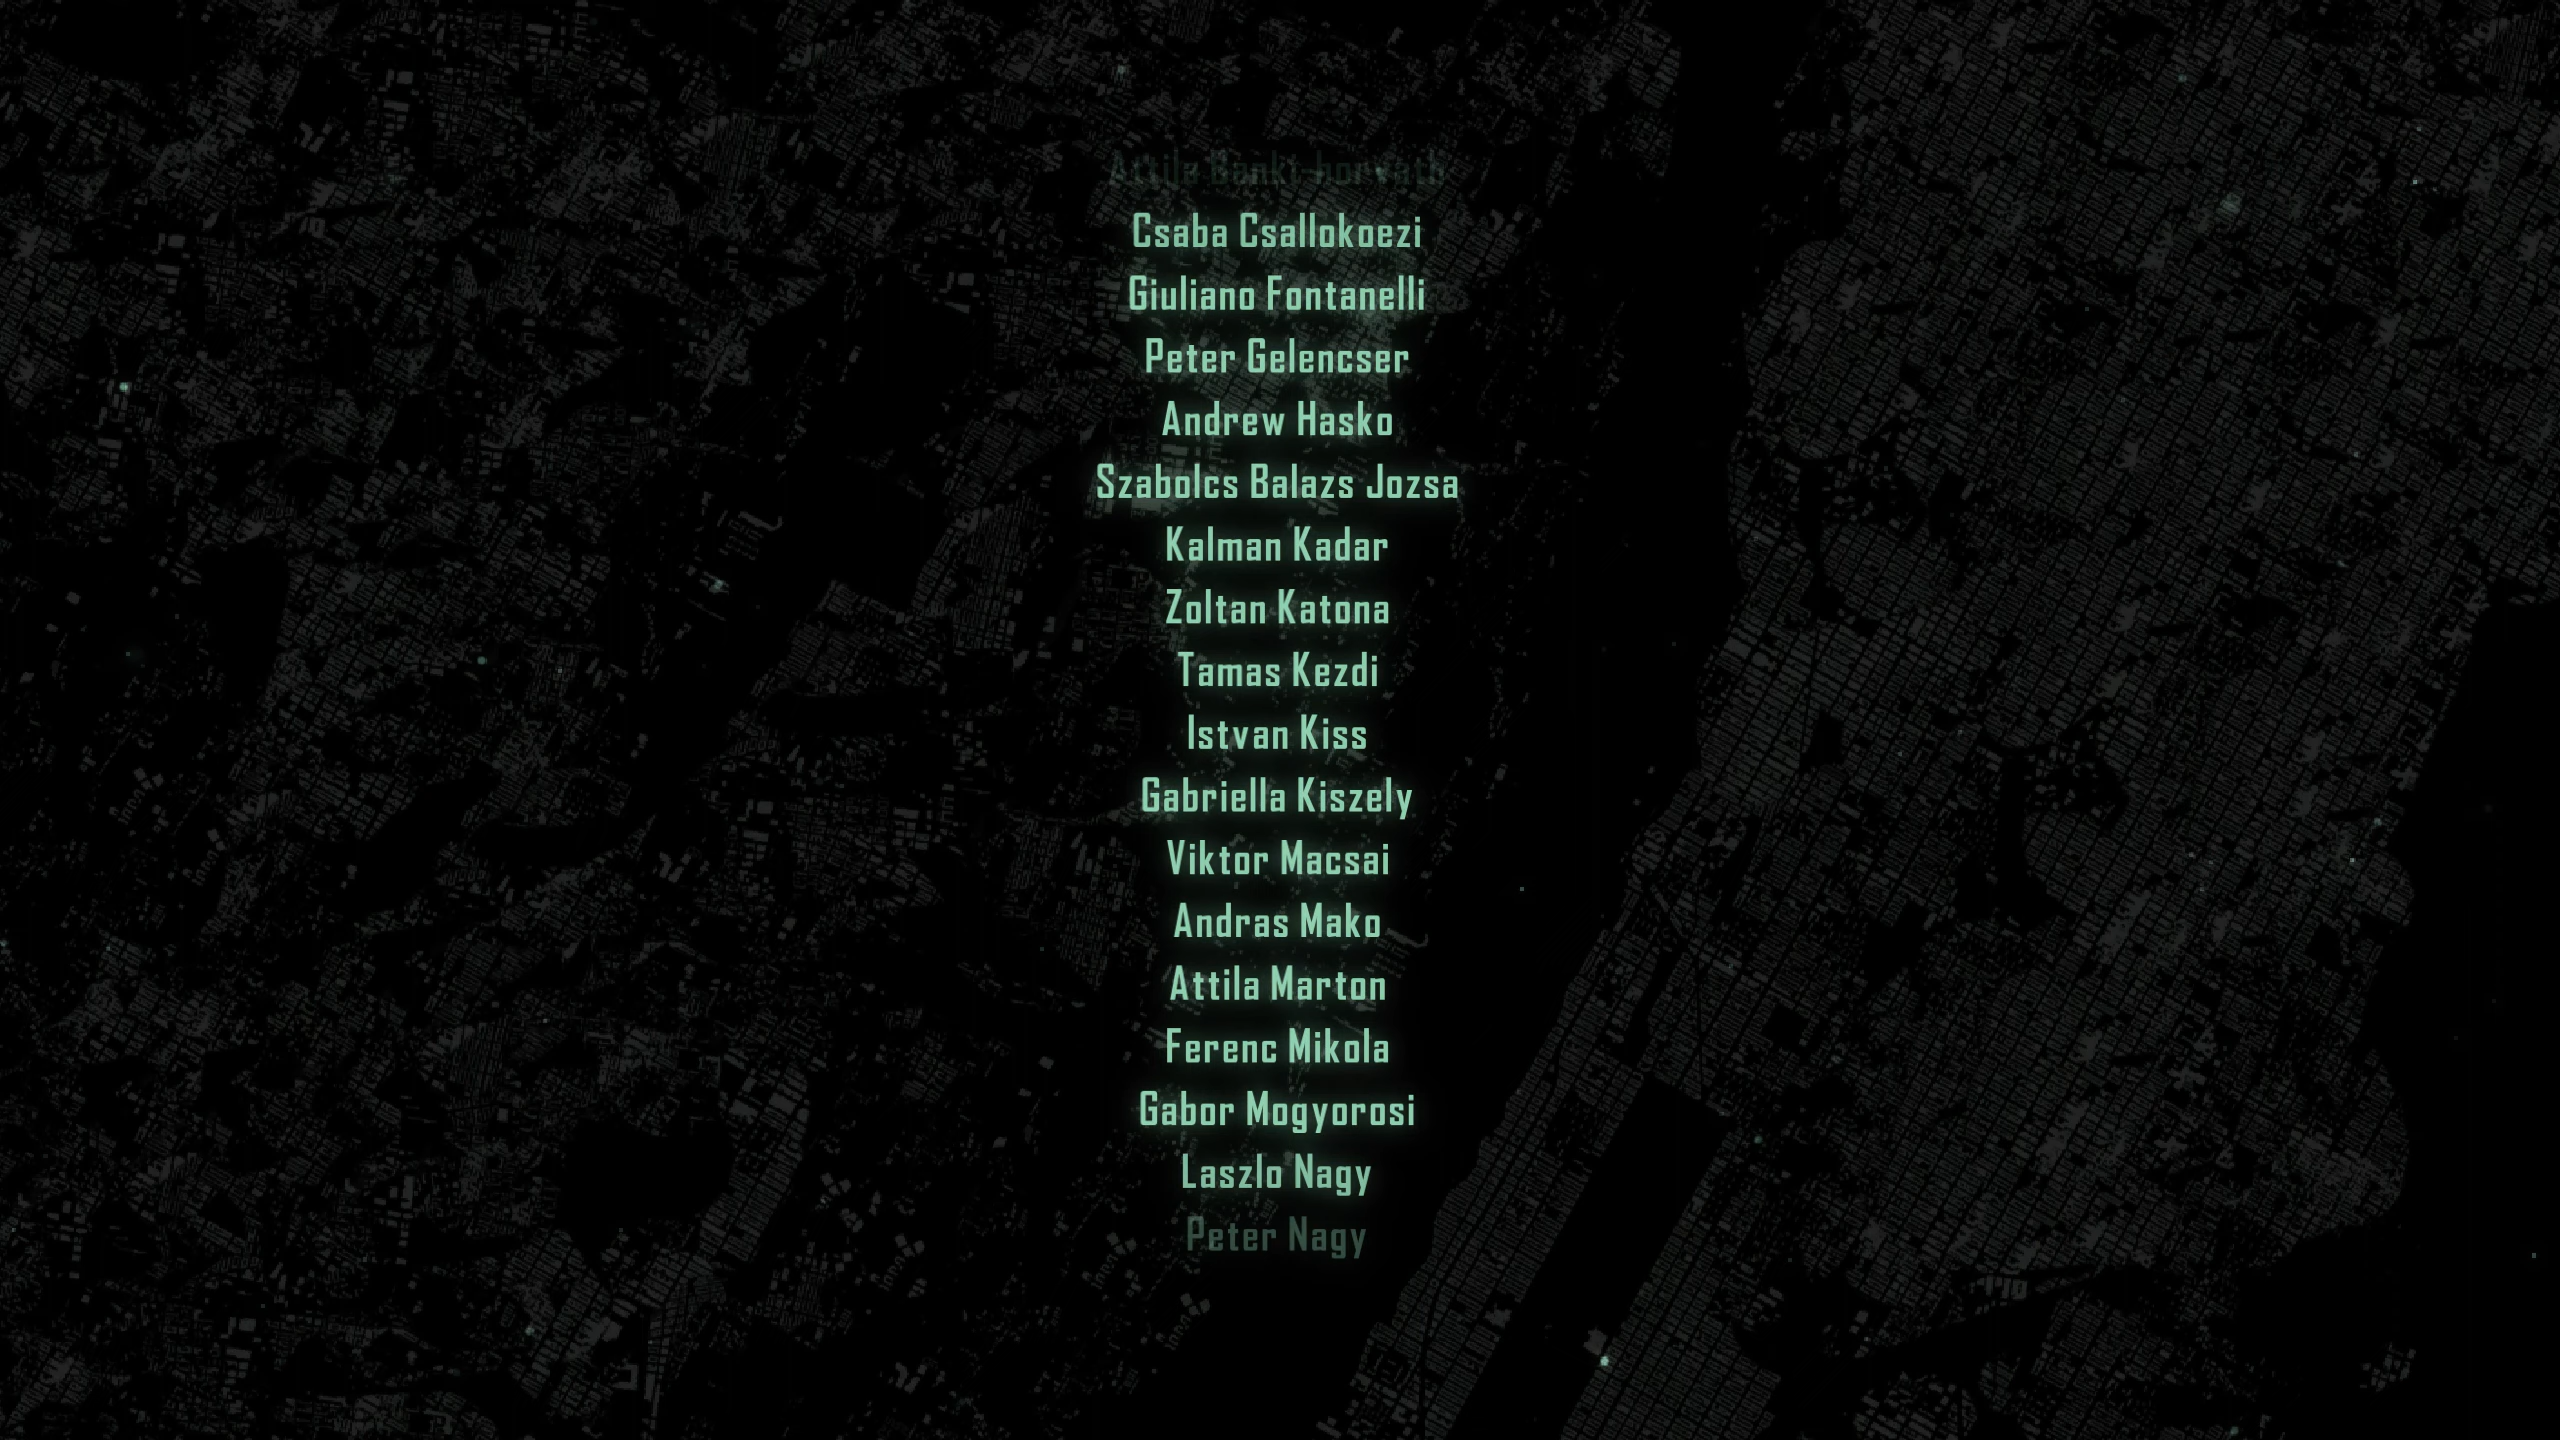 Attila Banki-horvath
Csaba Csallokoezi
Giuliano Fontanelli
Peter Gelencser
Andrew Hasko
Szabolcs Balazs Jozsa
Kalman Kadar
Zoltan Katona
Tamas Kezdi
Istvan Kiss
Gabriella Kiszely
Viktor Macsai
Andras Mako
Attila Marton
Ferenc Mikola
Gabor Mogyorosi
Laszlo Nagy
Peter Nagy